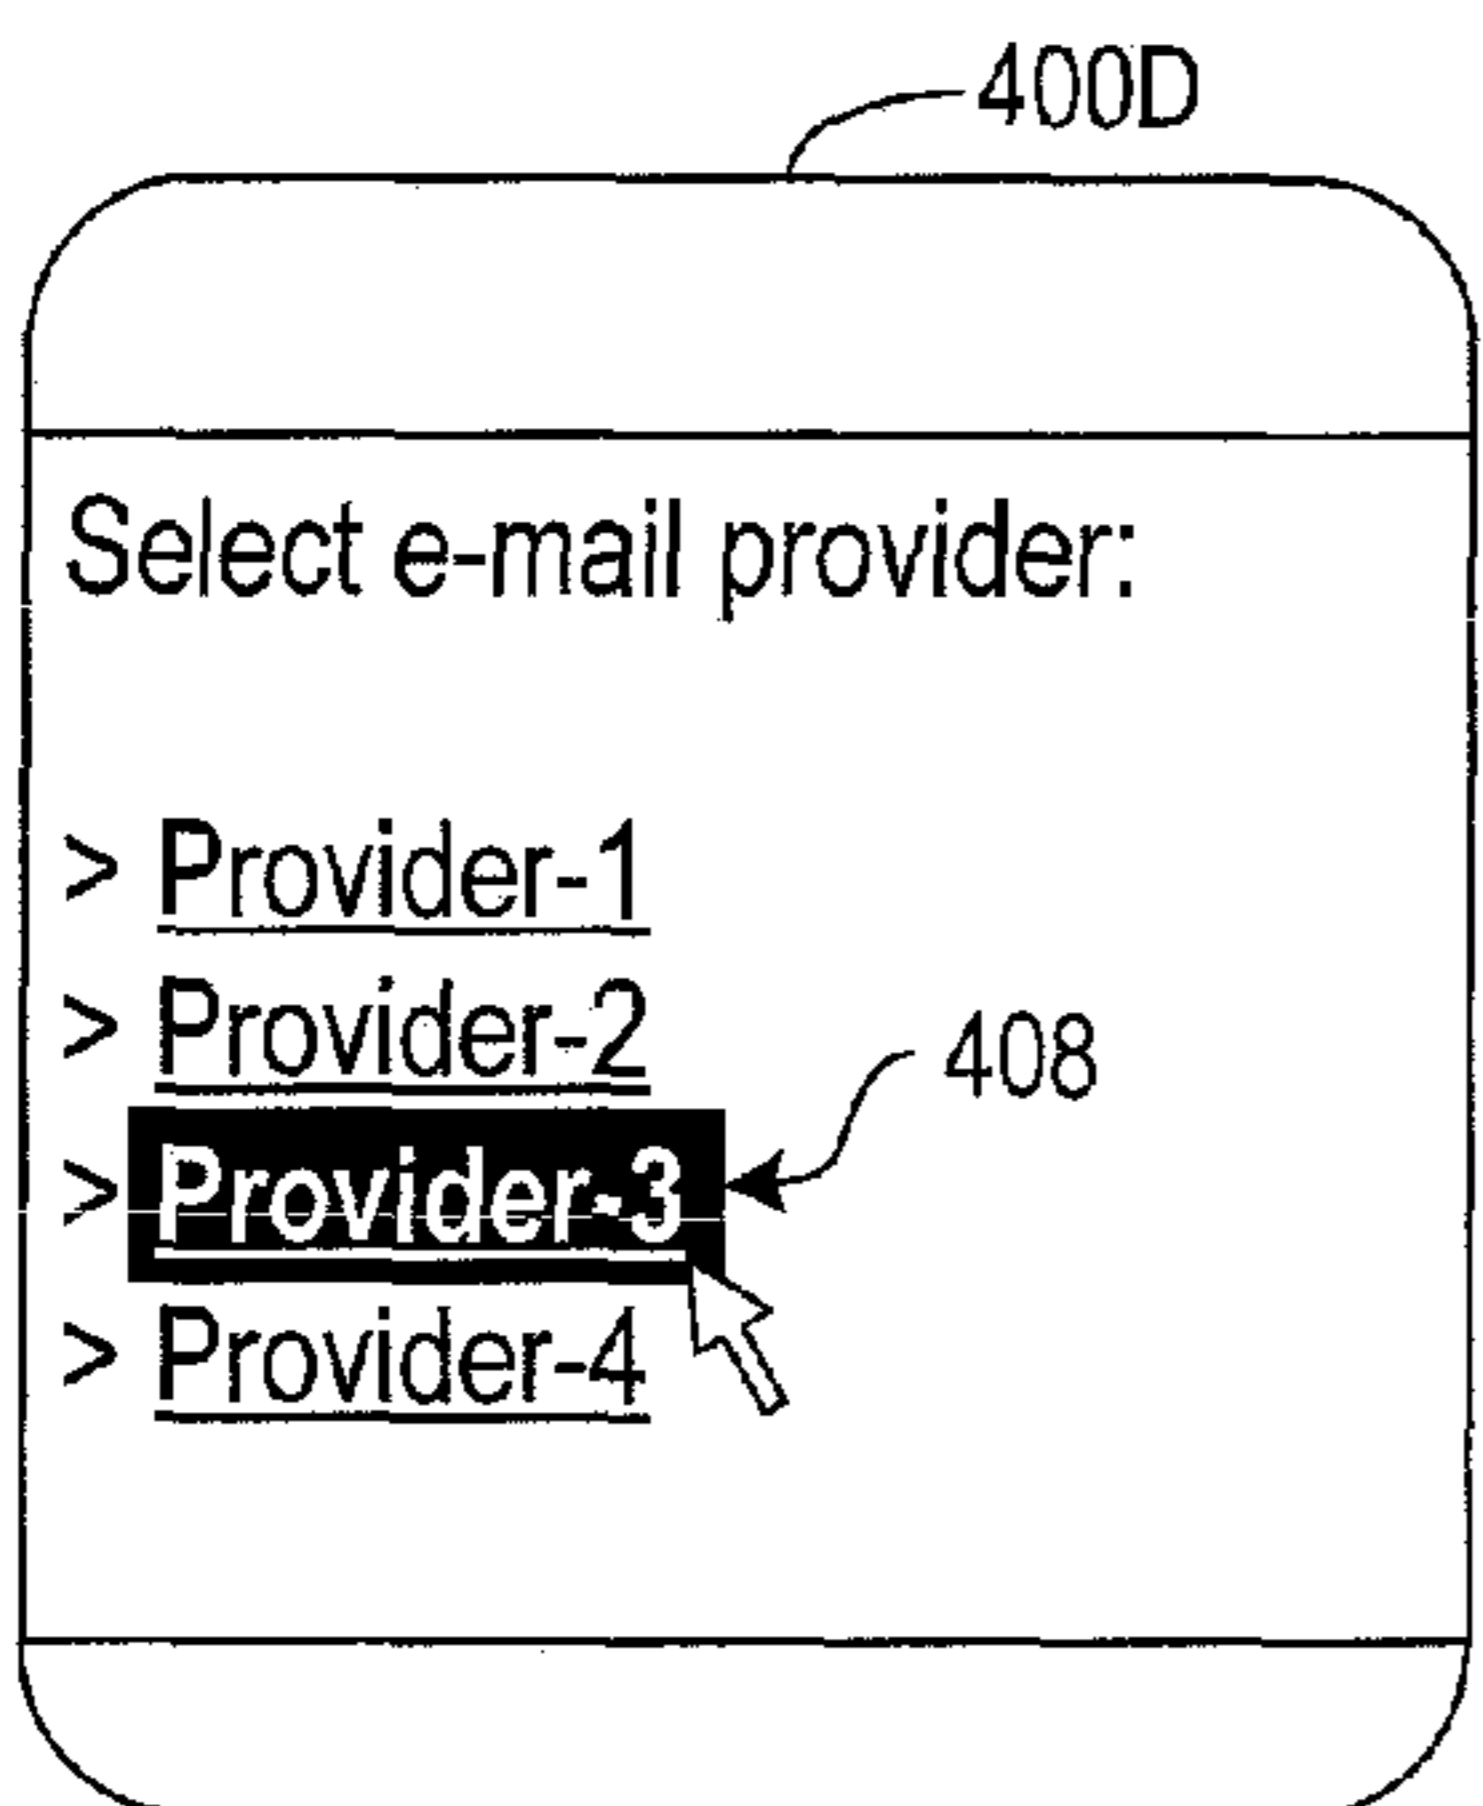 400D
Select e-mail provider:
> Provider-1
> Provider-2
408
> Provider-3
> Provider-4